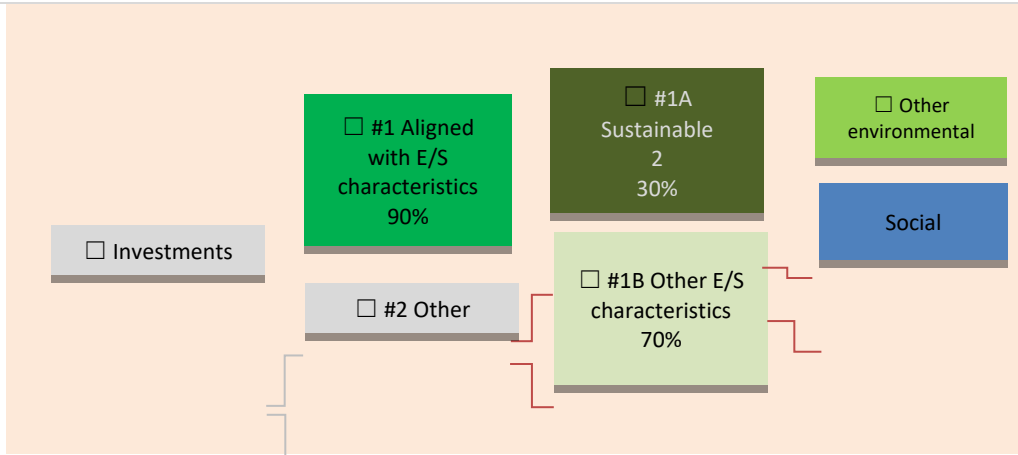 ☐ Investments
☐ #1 Aligned
with E/S
characteristics
90%
☐ #2 Other
☐ #1A
Sustainable
2
30%
☐ #1B Other E/S
characteristics
70%
☐ Other
environmental
Social